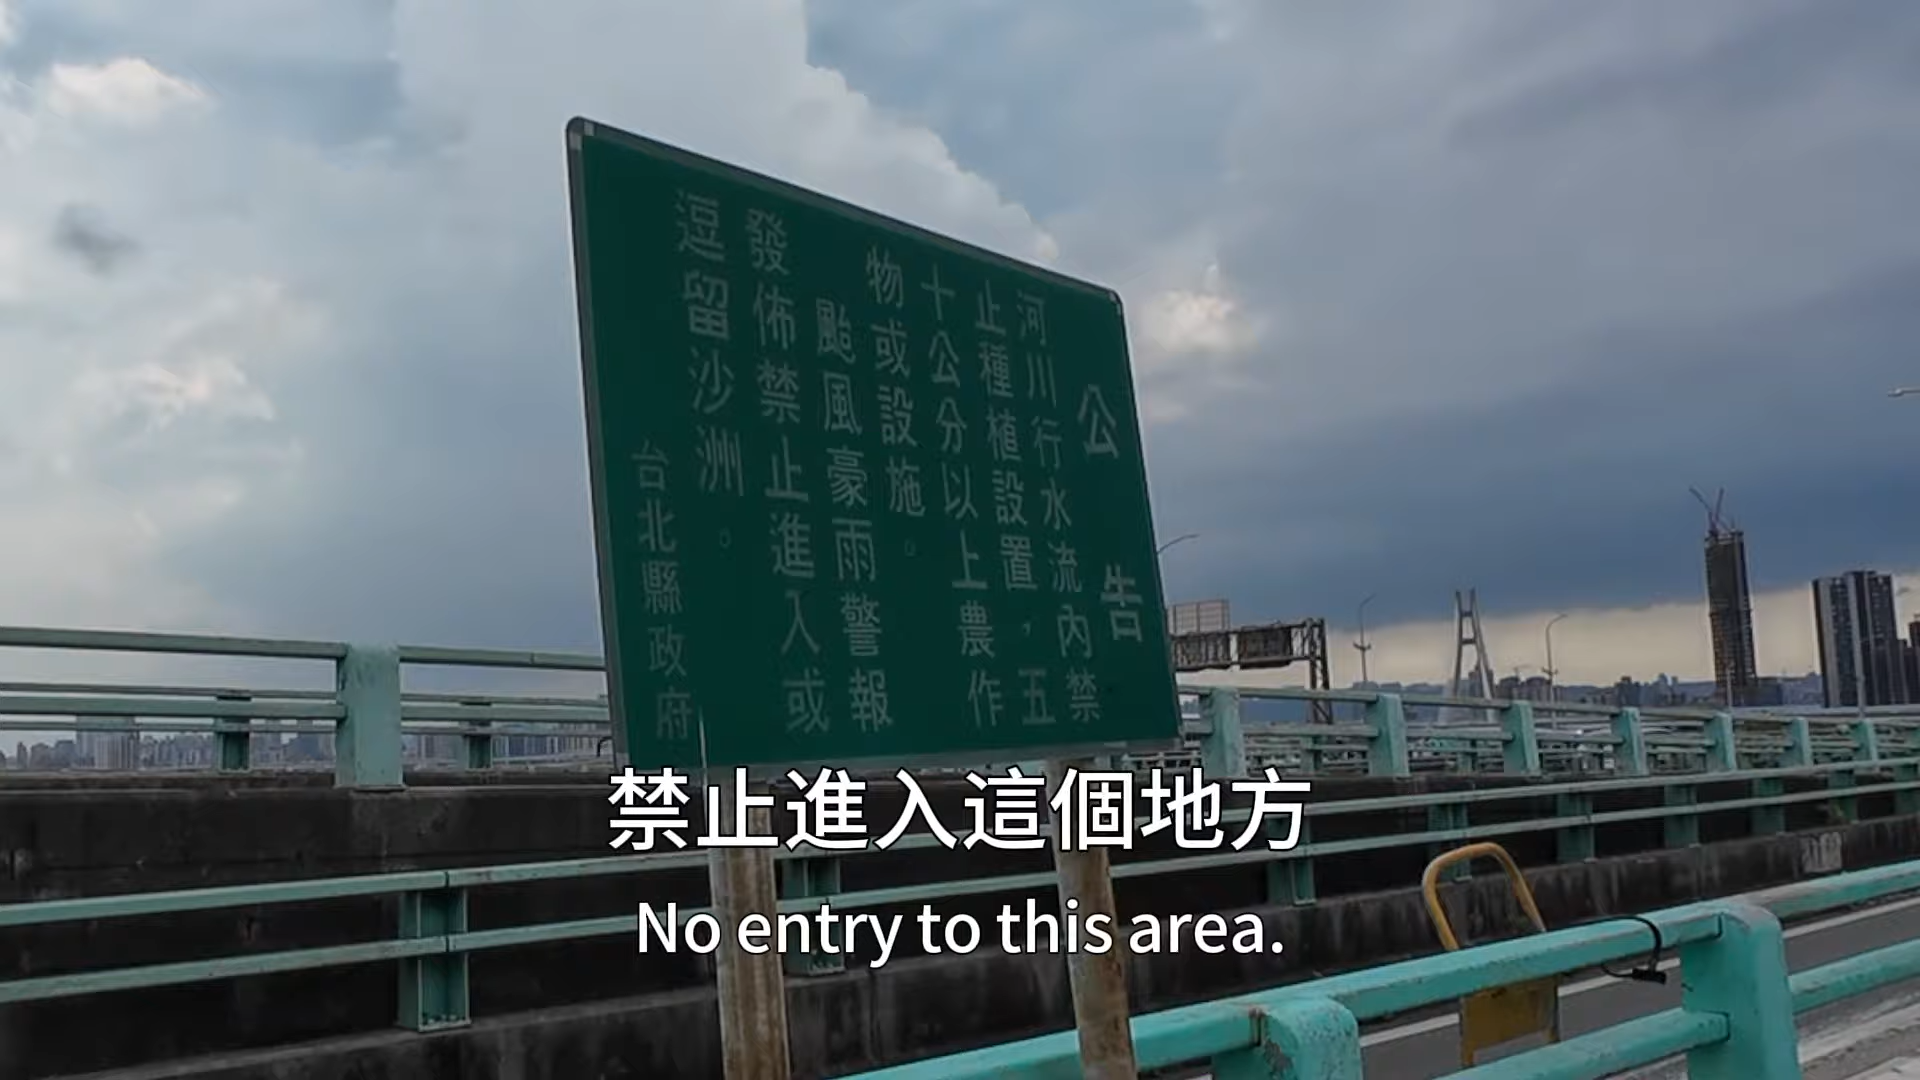 公告
河川行水流內禁
止種植設置，五
十公分以上農作
物或設施。
颱風豪雨警報
發佈禁止進入或
逗留沙洲。
台北縣政府
禁止進入這個地方
No entry to this area.